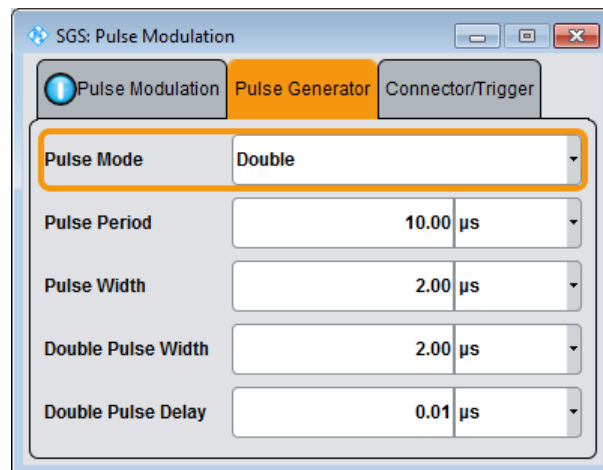 SGS: Pulse Modulation
Pulse Modulation Pulse Generator Connector/Trigger
Pulse Mode Double
Pulse Period 10.00 µs
Pulse Width 2.00 µs
Double Pulse Width 2.00 µs
Double Pulse Delay 0.01 µs